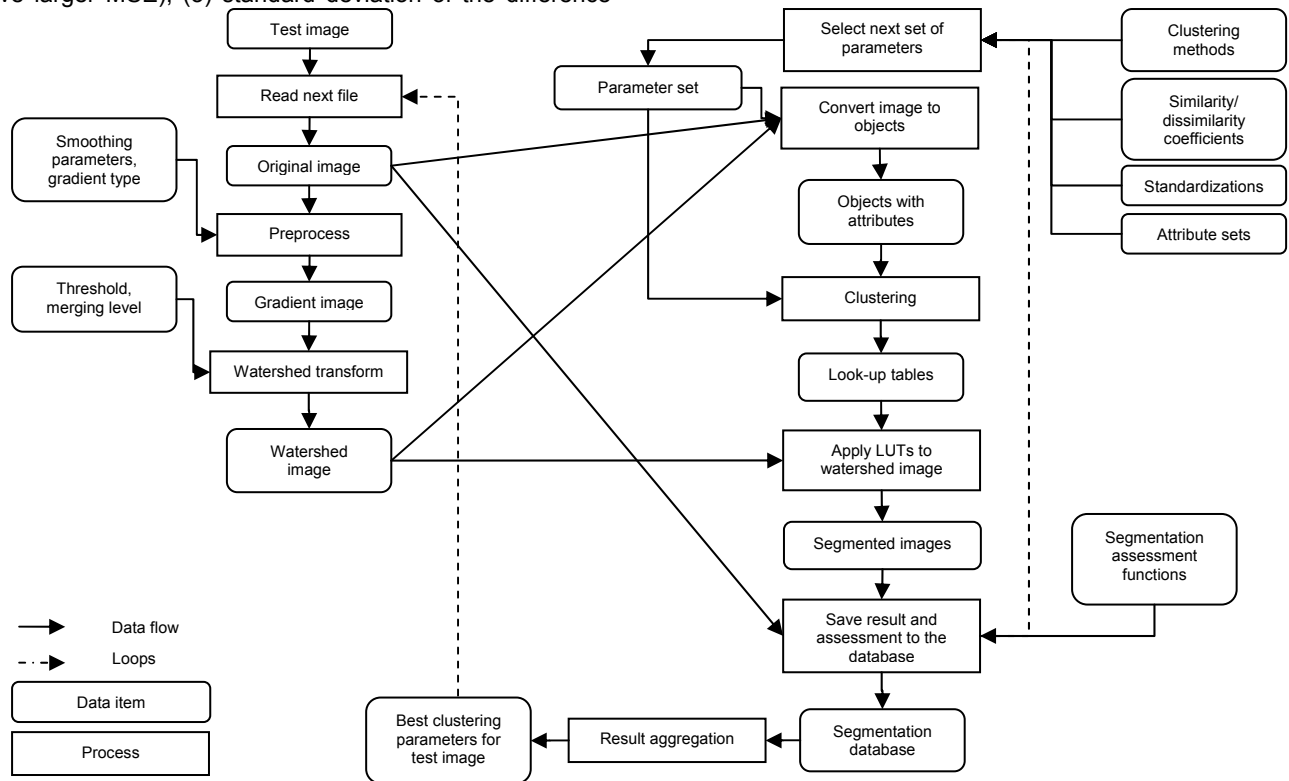 Test image
Read next file
Smoothing
parameters,
gradient type
Original image
Preprocess
Threshold,
merging level
Gradient image
Watershed transform
Watershed
image
Select next set of
parameters
Parameter set
Convert image to
objects
Objects with
attributes
Clustering
Look-up tables
Apply LUTs to
watershed image
Segmented images
Save result and
assessment to the
database
Clustering
methods
Similarity/
dissimilarity
coefficients
Standardizations
Attribute sets
Segmentation
assessment
functions
Data flow
Loops
Data item
Process
Best clustering
parameters for
test image
Result aggregation
Segmentation
database